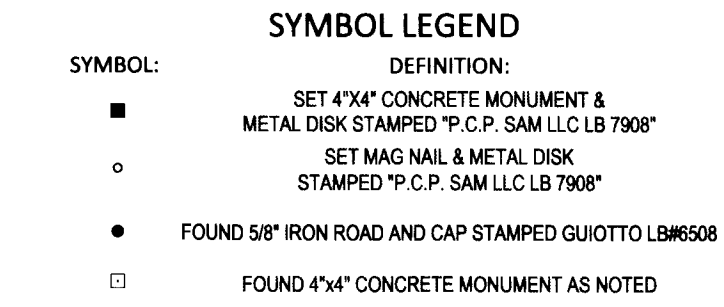 SYMBOL LEGEND
SYMBOL: DEFINITION:
SET 4"X4" CONCRETE MONUMENT &
METAL DISK STAMPED "P.C.P. SAM LLC LB 7908"
SET MAG NAIL & METAL DISK
STAMPED "P.C.P. SAM LLC LB 7908"
FOUND 5/8" IRON ROAD AND CAP STAMPED GUIOTTO LB#6508
FOUND 4"x4" CONCRETE MONUMENT AS NOTED